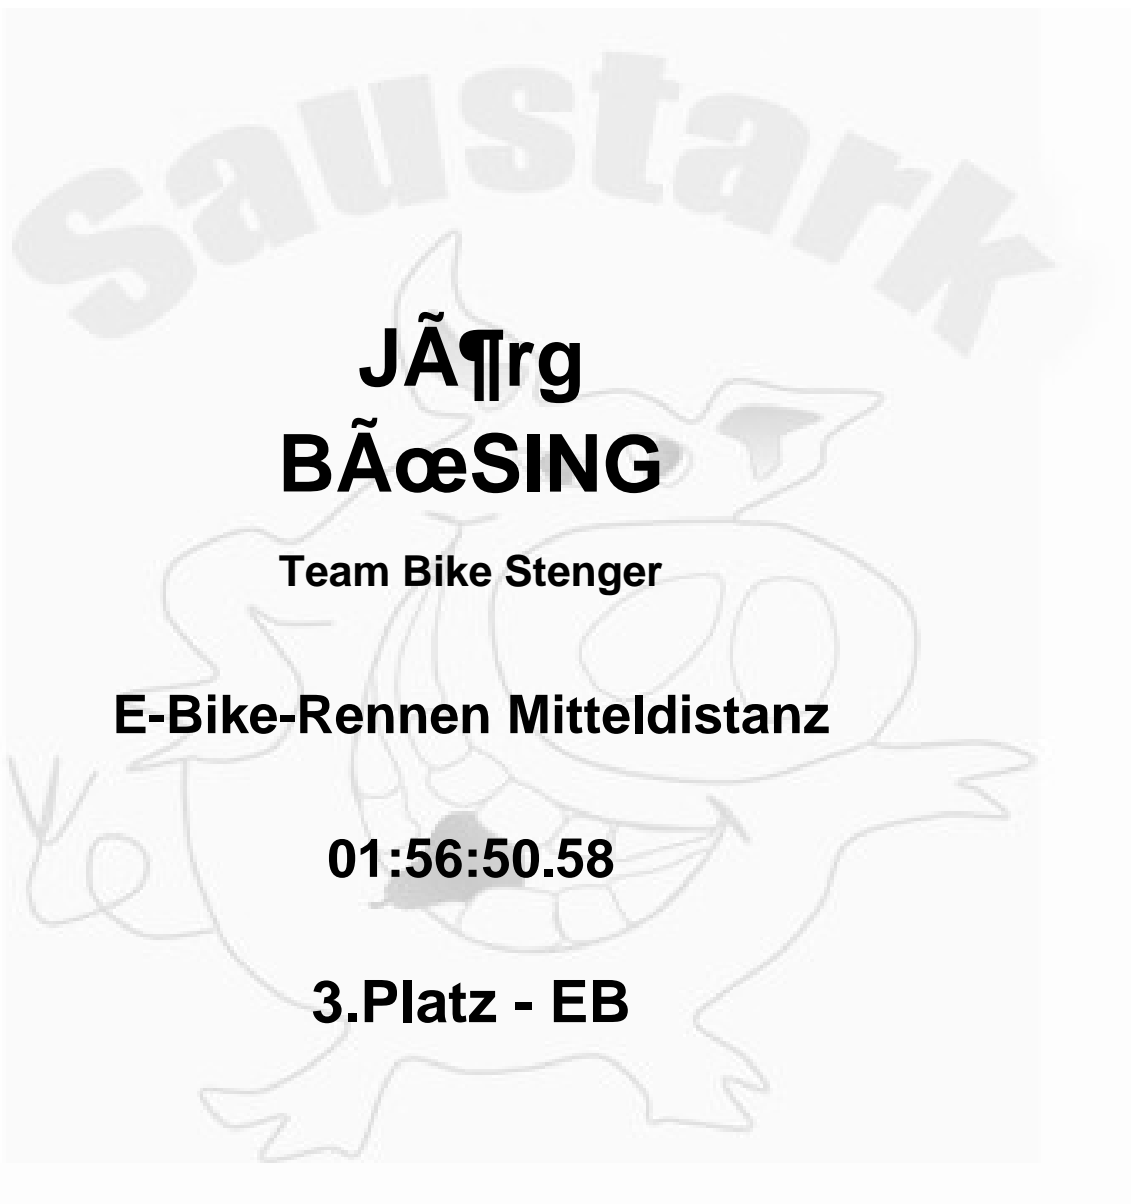 Saustark
JÃ¶rg
BÃœSING
Team Bike Stenger
E-Bike-Rennen Mitteldistanz
01:56:50.58
3.Platz - EB